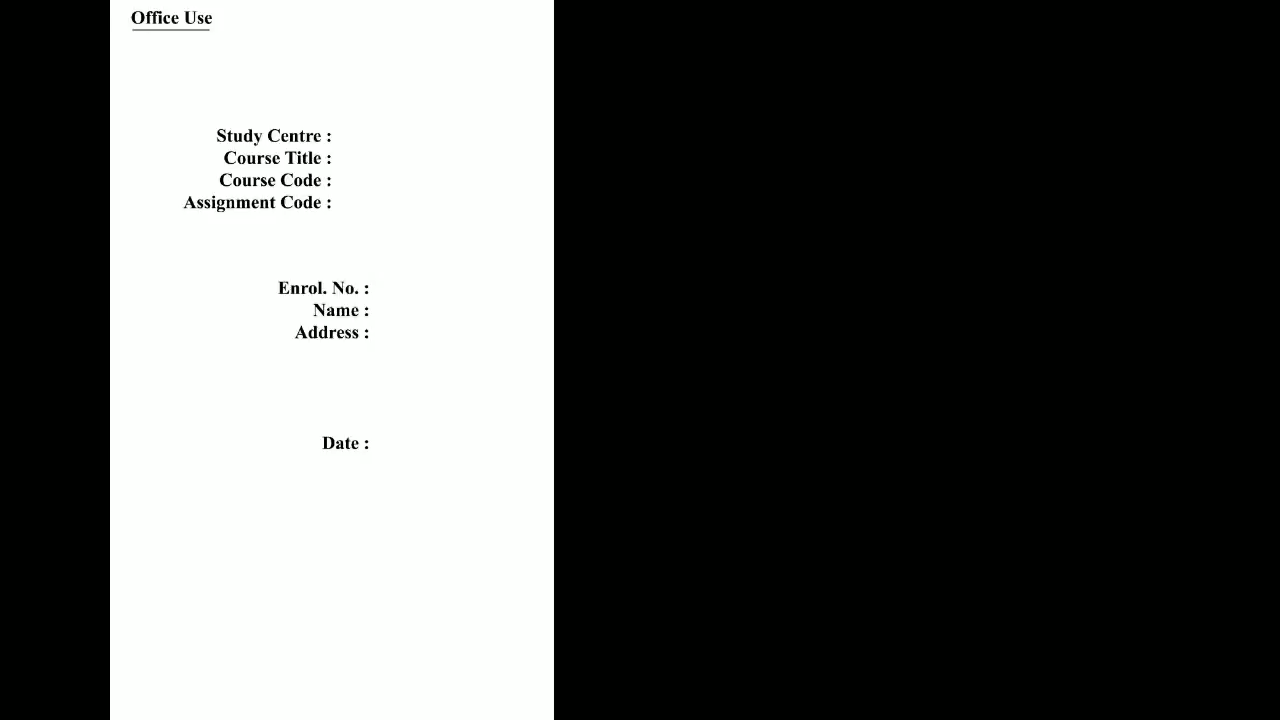 Office Use
Study Centre :
Course Title :
Course Code :
Assignment Code :
Enrol. No. :
Name :
Address :
Date :